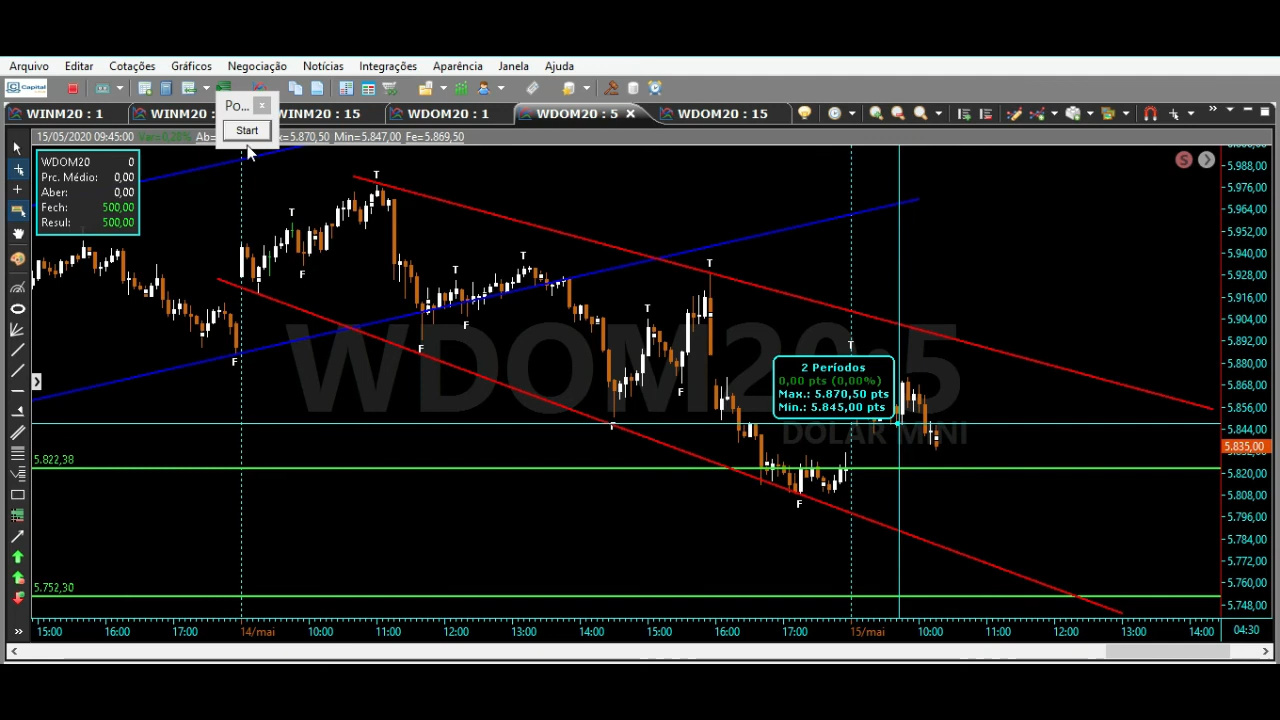 Arquivo Editar Cotações Gráficos Negociação Notícias Integrações Aparência Janela Ajuda
Capital
WINM20 : 1 WINM20 WINM20 : 15 WDOM20 : 1 WDOM20 : 5 WDOM20 : 15
Po...
Start
15/05/2020 09:45:00 Var=0,20% Ab= x=5.870,50 Min=5.847,00 Fe=5.869,50
WDOM20 0
Prc. Médio: 0,00
Aber: 0,00
Fech: 500,00
Resul: 500,00
S
WDOM20:5
DOLAR MINI
2 Períodos
0,00 pts (0,00%)
Max.: 5.870,50 pts
Min.: 5.845,00 pts
T
T
F
T
F
T
F
T
F
F
T
F
T
F
F
T
5.822,38
5.752,30
5.988,00
5.976,00
5.964,00
5.952,00
5.940,00
5.928,00
5.916,00
5.904,00
5.892,00
5.880,00
5.868,00
5.856,00
5.844,00
5.835,00
5.820,00
5.808,00
5.796,00
5.784,00
5.772,00
5.760,00
5.748,00
15:00 16:00 17:00 14/mai 10:00 11:00 12:00 13:00 14:00 15:00 16:00 17:00 15/mai 10:00 11:00 12:00 13:00 14:00 04:30